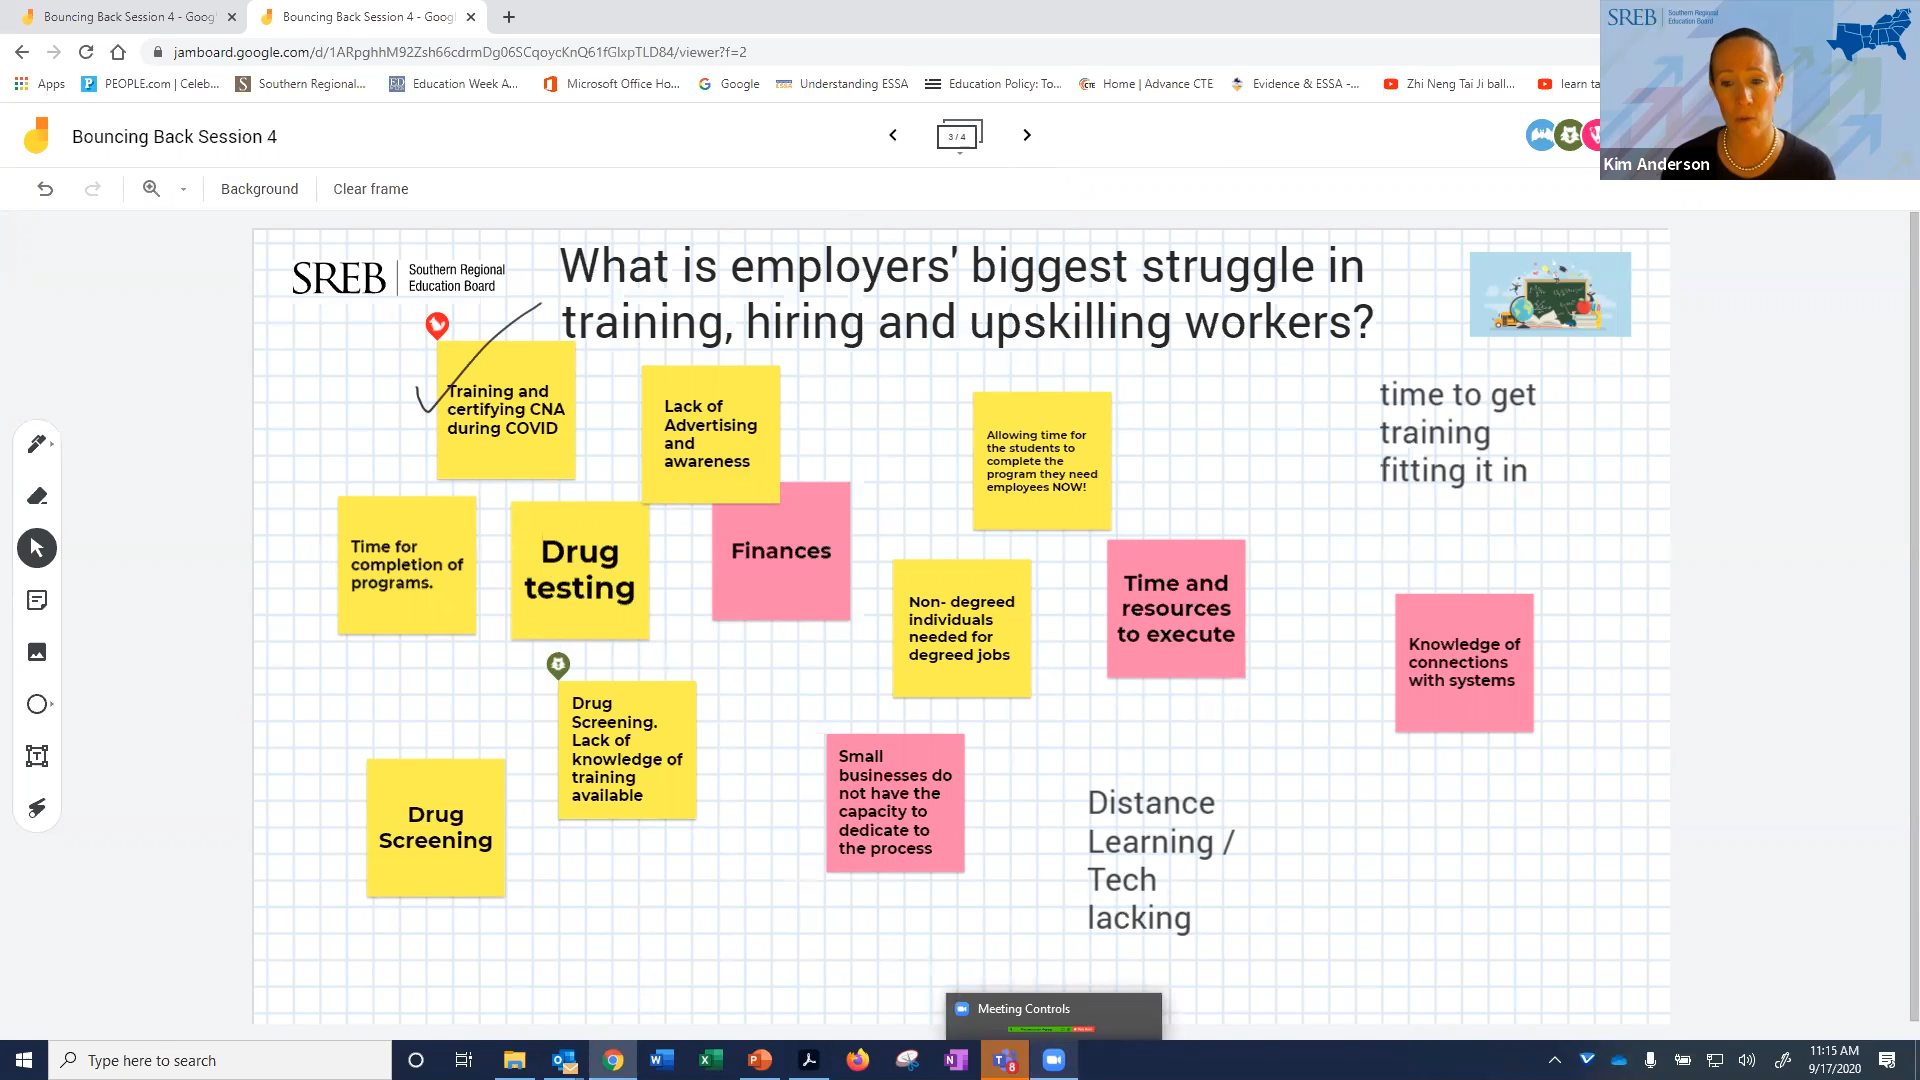 Bouncing Back Session 4 - Goog
Bouncing Back Session 4 - Goog
jamboard.google.com/d/1ARpghhM92Zsh66cdrmDg06SCqoycKnQ61fGlxpTLD84/viewer?f=2
Apps
PEOPLE.com | Celeb...
Southern Regional...
Education Week A...
Microsoft Office Ho...
Google
Understanding ESSA
Education Policy: To...
Home | Advance CTE
Evidence & ESSA -...
Zhi Neng Tai Ji ball...
learn ta
SREB Southern Regional
Education Board
Kim Anderson
Bouncing Back Session 4
3 / 4
Background
Clear frame
SREB
Southern Regional
Education Board
What is employers' biggest struggle in
training, hiring and upskilling workers?
Training and
certifying CNA
during COVID
Lack of
Advertising
and
awareness
Allowing time for
the students to
complete the
program they need
employees NOW!
time to get
training
fitting it in
Time for
completion of
programs.
Drug
testing
Finances
Non- degreed
individuals
needed for
degreed jobs
Time and
resources
to execute
Knowledge of
connections
with systems
Drug
Screening.
Lack of
knowledge of
training
available
Drug
Screening
Small
businesses do
not have the
capacity to
dedicate to
the process
Distance
Learning /
Tech
lacking
Meeting Controls
Type here to search
8
11:15 AM
9/17/2020